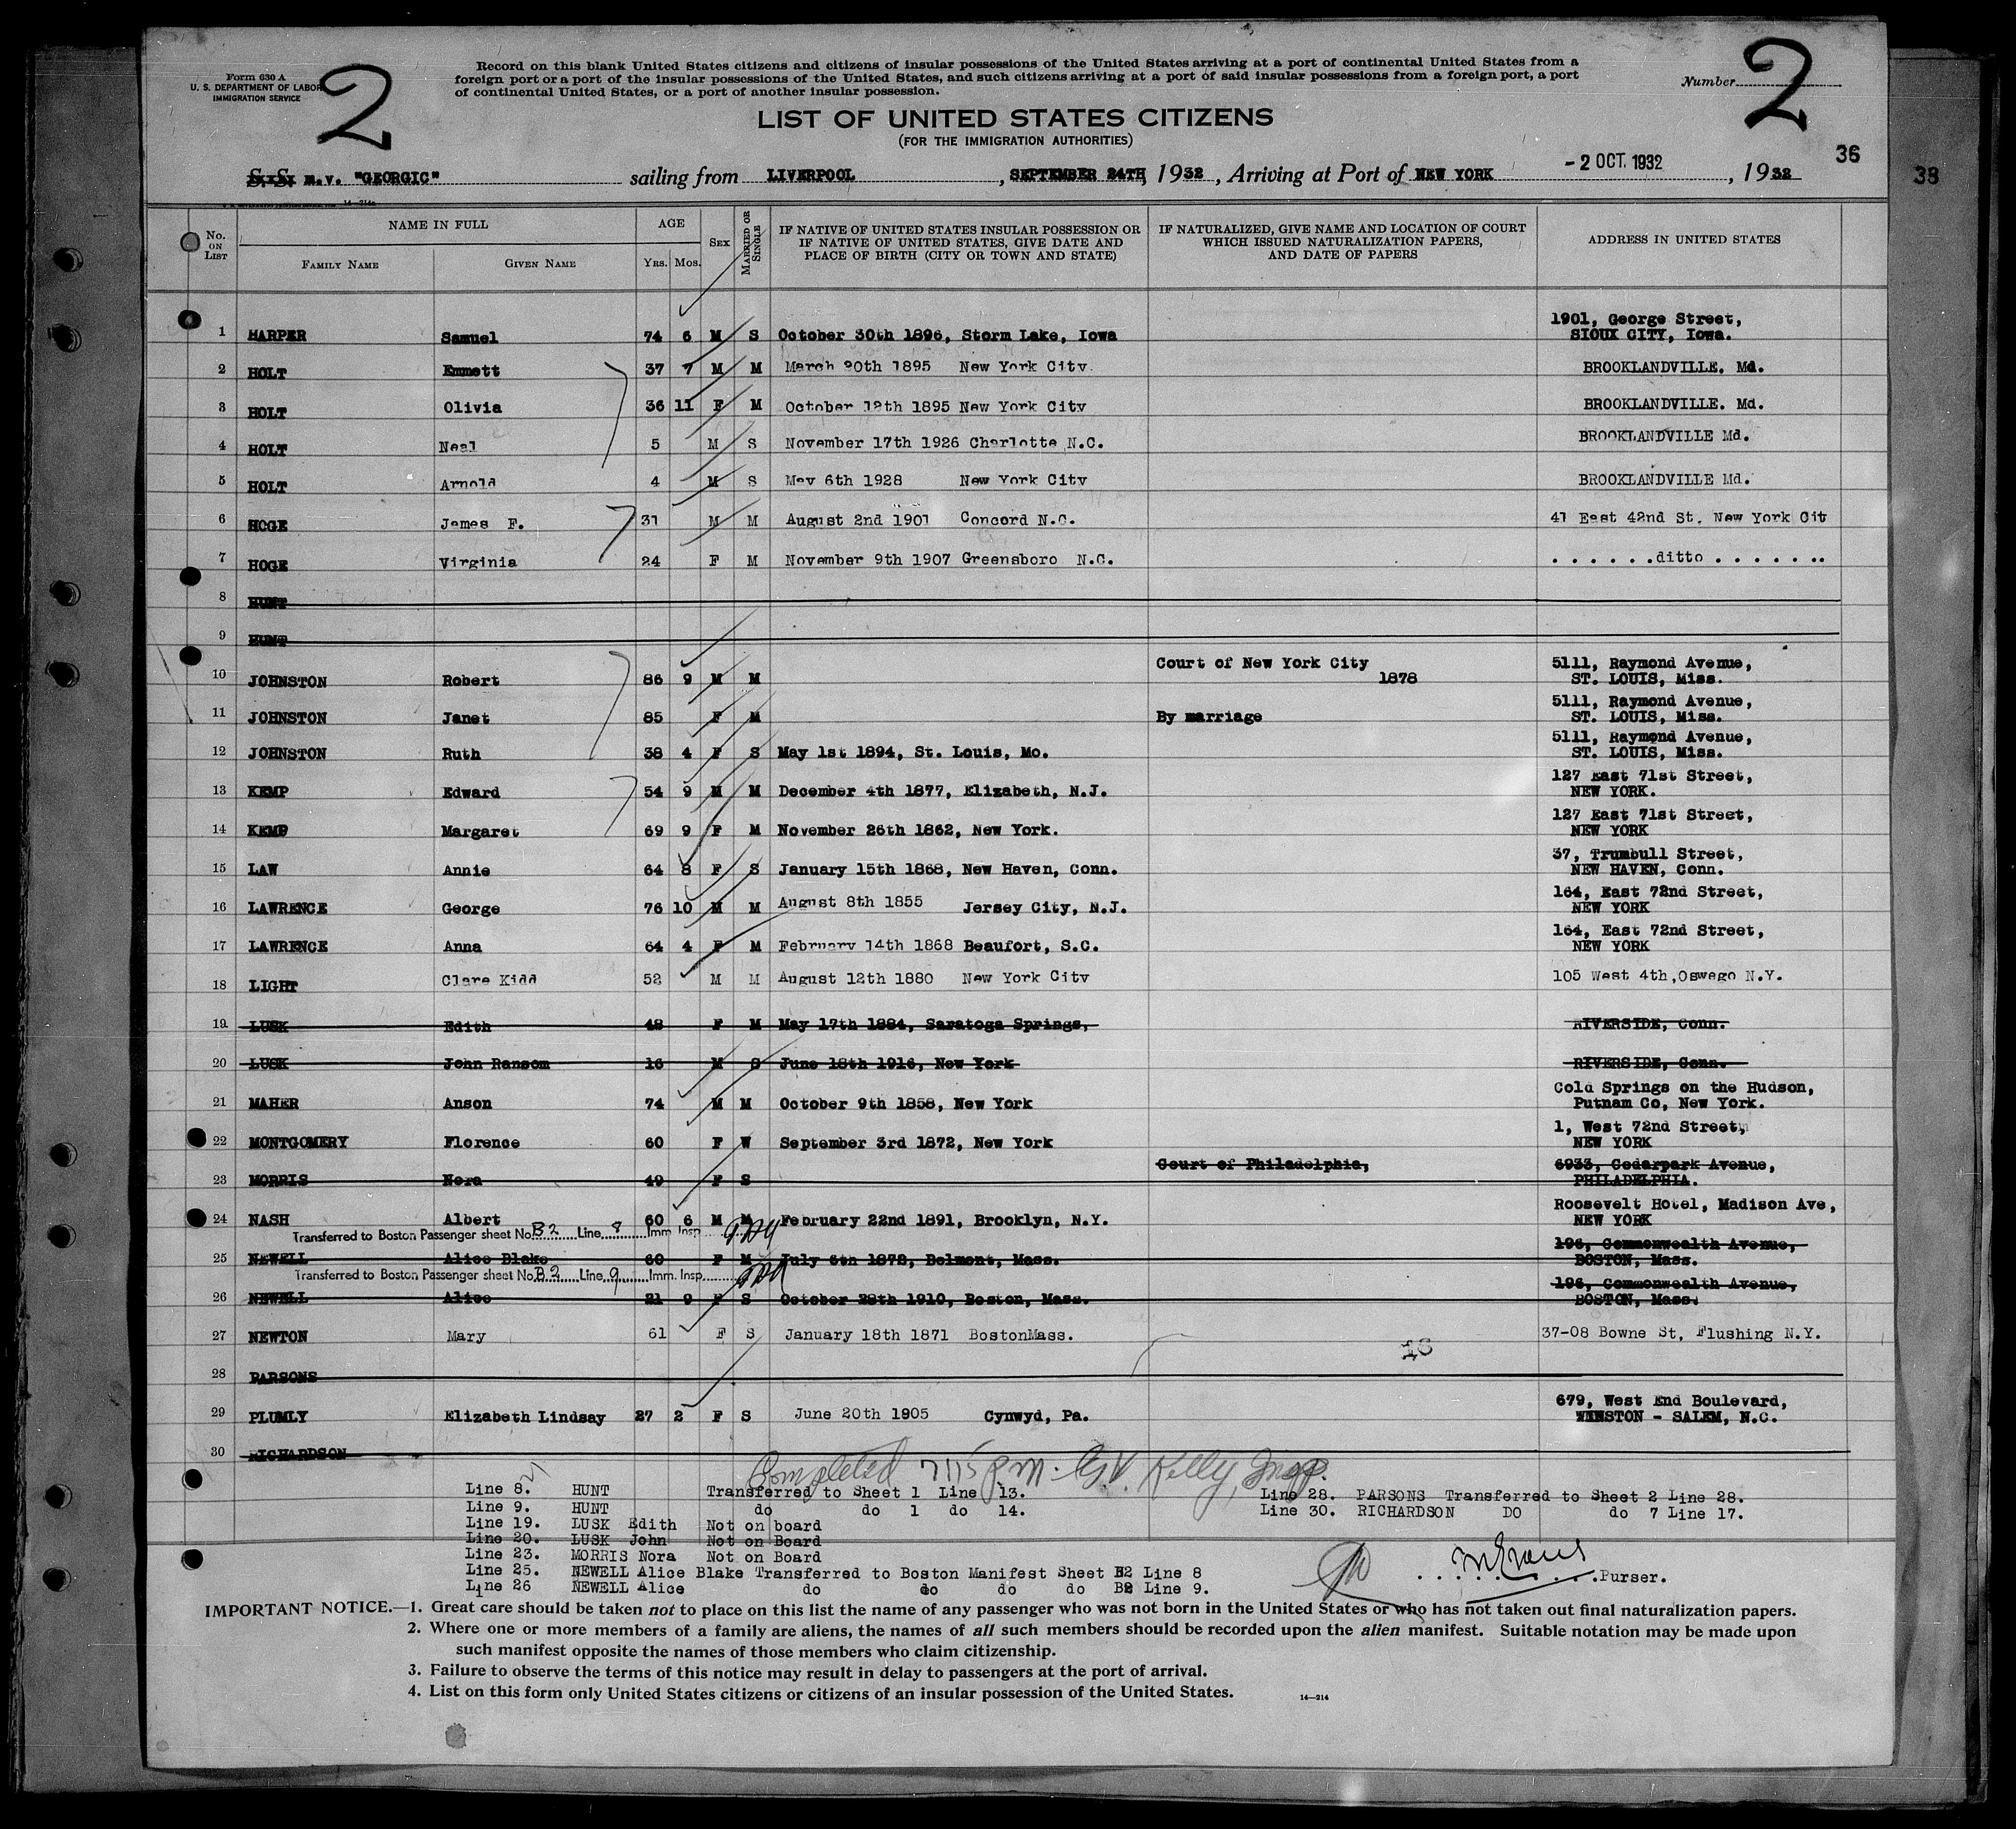 Form 630 A
U. S. DEPARTMENT OF LABOR
IMMIGRATION SERVICE
2
Record on this blank United States citizens and citizens of insular possessions of the United States arriving at a port of continental United States from a
foreign port or a port of the insular possessions of the United States, and such citizens arriving at a port of said insular possessions from a foreign port, a port
of continental United States, or a port of another insular possession.
Number 2
LIST OF UNITED STATES CITIZENS
(FOR THE IMMIGRATION AUTHORITIES)
36
38
S. S. m.v. "GEORGIC" sailing from LIVERPOOL, SEPTEMBER 24TH, 1932, Arriving at Port of NEW YORK -2 OCT. 1932, 1932
No. ON LIST
NAME IN FULL
FAMILY NAME GIVEN NAME
AGE
YRS. MOS.
SEX
MARRIED OR SINGLE
IF NATIVE OF UNITED STATES INSULAR POSSESSION OR
IF NATIVE OF UNITED STATES, GIVE DATE AND
PLACE OF BIRTH (CITY OR TOWN AND STATE)
IF NATURALIZED, GIVE NAME AND LOCATION OF COURT
WHICH ISSUED NATURALIZATION PAPERS,
AND DATE OF PAPERS
ADDRESS IN UNITED STATES
1901, George Street,
1 HARPER Samuel 74 6 M S October 30th 1896, Storm Lake, Iowa SIOUX CITY, Iowa.
2 HOLT Emmett 37 7 M M March 20th 1895 New York City. BROOKLANDVILLE. Md.
3 HOLT Olivia 36 11 F M October 12th 1895 New York City BROOKLANDVILLE. Md.
4 HOLT Neal 5 M S November 17th 1926 Charlotte N.C. BROOKLANDVILLE Md.
5 HOLT Arnold 4 M S May 6th 1928 New York City BROOKLANDVILLE Md.
6 HOGE James F. 31 M M August 2nd 1901 Concord N.C. 41 East 42nd St. New York Cit
7 HOGE Virginia 24 F M November 9th 1907 Greensboro N.C. . . . . . . ditto . . . . . . .
8 HUNT
9 HUNT
Court of New York City 5111, Raymond Avenue,
10 JOHNSTON Robert 86 9 M M 1878 ST. LOUIS, Miss.
5111, Raymond Avenue,
11 JOHNSTON Janet 85 F M By marriage ST. LOUIS, Miss.
5111, Raymond Avenue,
12 JOHNSTON Ruth 38 4 F S May 1st 1894, St. Louis, Mo. ST. LOUIS, Miss.
127 East 71st Street,
13 KEMP Edward 54 9 M M December 4th 1877, Elizabeth, N.J. NEW YORK.
127 East 71st Street,
14 KEMP Margaret 69 9 F M November 26th 1862, New York. NEW YORK
37, Trumbull Street,
15 LAW Annie 64 8 F S January 15th 1868, New Haven, Conn. NEW HAVEN, Conn.
164, East 72nd Street,
16 LAWRENCE George 76 10 M M August 8th 1855 Jersey City, N.J. NEW YORK
164, East 72nd Street,
17 LAWRENCE Anna 64 4 F M February 14th 1868 Beaufort, S.C. NEW YORK
18 LIGHT Clare Kidd 52 M M August 12th 1880 New York City 105 West 4th, Oswego N.Y.
19 LUSK Edith 48 F M May 17th 1884, Saratoga Springs, RIVERSIDE, Conn.
20 LUSK John Ransom 16 M S June 18th 1916, New York RIVERSIDE, Conn.
Cold Springs on the Hudson,
21 MAHER Anson 74 M M October 9th 1858, New York Putnam Co, New York.
1, West 72nd Street,
22 MONTGOMERY Florence 60 F W September 3rd 1872, New York NEW YORK
Court of Philadelphia, 6933, Cedarpark Avenue,
23 MORRIS Nora 49 F S PHILADELPHIA.
Roosevelt Hotel, Madison Ave,
24 NASH Albert 60 6 M M February 22nd 1891, Brooklyn, N.Y. NEW YORK
Transferred to Boston Passenger sheet No. B2 Line 8 Imm. Insp.
196, Commonwealth Avenue,
25 NEWELL Alice Blake 60 F M July 6th 1872, Belmont, Mass. BOSTON, Mass.
Transferred to Boston Passenger sheet No. B2 Line 9 Imm. Insp.
196, Commonwealth Avenue,
26 NEWELL Alice 21 9 F S October 28th 1910, Boston, Mass. BOSTON, Mass.
27 NEWTON Mary 61 F S January 18th 1871 BostonMass. 37-08 Bowne St, Flushing N.Y.
28 PARSONS
679, West End Boulevard,
29 PLUMLY Elizabeth Lindsay 27 2 F S June 20th 1905 Cynwyd, Pa. WINSTON - SALEM, N.C.
30 RICHARDSON
Completed 7:15 P.M. G.V. Kelly, Insp.
Line 8. HUNT Transferred to Sheet 1 Line 13.
Line 9. HUNT do do 1 do 14.
Line 19. LUSK Edith Not on board
Line 20. LUSK John Not on Board
Line 23. MORRIS Nora Not on Board
Line 25. NEWELL Alice Blake Transferred to Boston Manifest Sheet B2 Line 8
Line 26 NEWELL Alice do do do do B2 Line 9.
Line 28. PARSONS Transferred to Sheet 2 Line 28.
Line 30. RICHARDSON DO do 7 Line 17.
Purser.
IMPORTANT NOTICE.—1. Great care should be taken not to place on this list the name of any passenger who was not born in the United States or who has not taken out final naturalization papers.
2. Where one or more members of a family are aliens, the names of all such members should be recorded upon the alien manifest. Suitable notation may be made upon
such manifest opposite the names of those members who claim citizenship.
3. Failure to observe the terms of this notice may result in delay to passengers at the port of arrival.
4. List on this form only United States citizens or citizens of an insular possession of the United States.
14—214